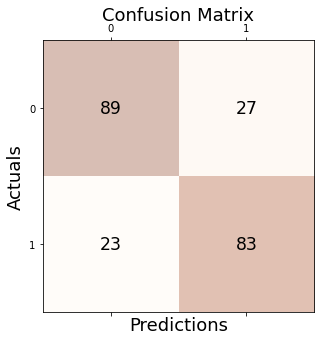 Confusion Matrix
0 1
0 89 27
Actuals
1 23 83
Predictions